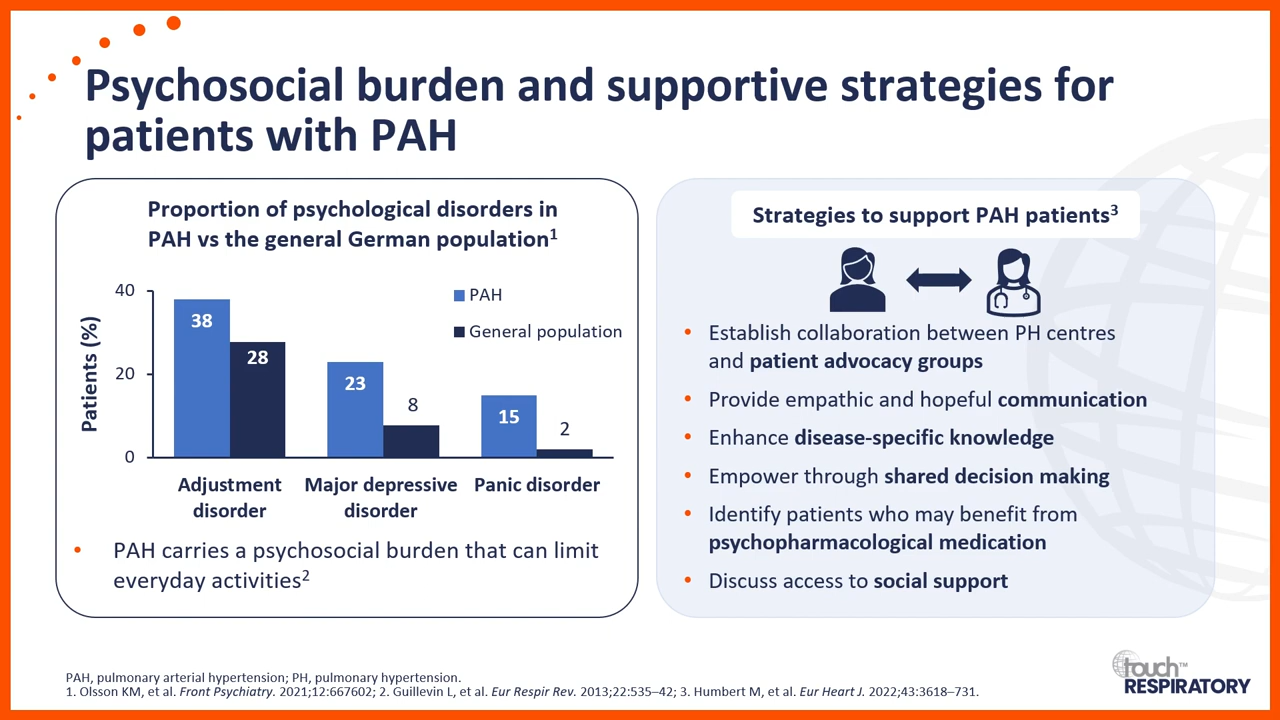 Psychosocial burden and supportive strategies for
patients with PAH
Proportion of psychological disorders in
PAH vs the general German population1
Patients (%)
40
20
0
PAH
General population
38
28
23
8
15
2
Adjustment
disorder
Major depressive
disorder
Panic disorder
• PAH carries a psychosocial burden that can limit
everyday activities2
Strategies to support PAH patients3
• Establish collaboration between PH centres
and patient advocacy groups
• Provide empathic and hopeful communication
• Enhance disease-specific knowledge
• Empower through shared decision making
• Identify patients who may benefit from
psychopharmacological medication
• Discuss access to social support
PAH, pulmonary arterial hypertension; PH, pulmonary hypertension.
1. Olsson KM, et al. Front Psychiatry. 2021;12:667602; 2. Guillevin L, et al. Eur Respir Rev. 2013;22:535–42; 3. Humbert M, et al. Eur Heart J. 2022;43:3618–731.
touch™
RESPIRATORY